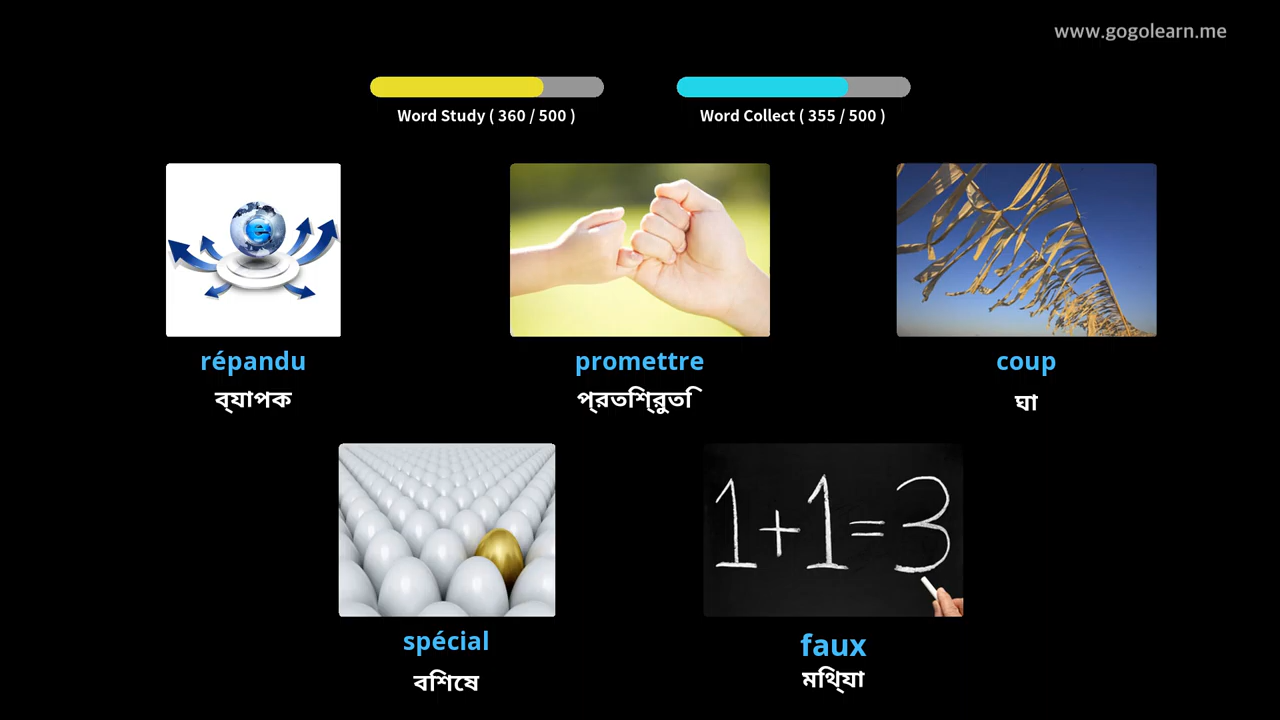 www.gogolearn.me
Word Study ( 360 / 500 )
Word Collect ( 355 / 500 )
e
répandu
promettre
coup
ব্যাপক
প্রতিশ্রুতি
ঘা
1+1=3
spécial
faux
বিশেষ
মিথ্যা